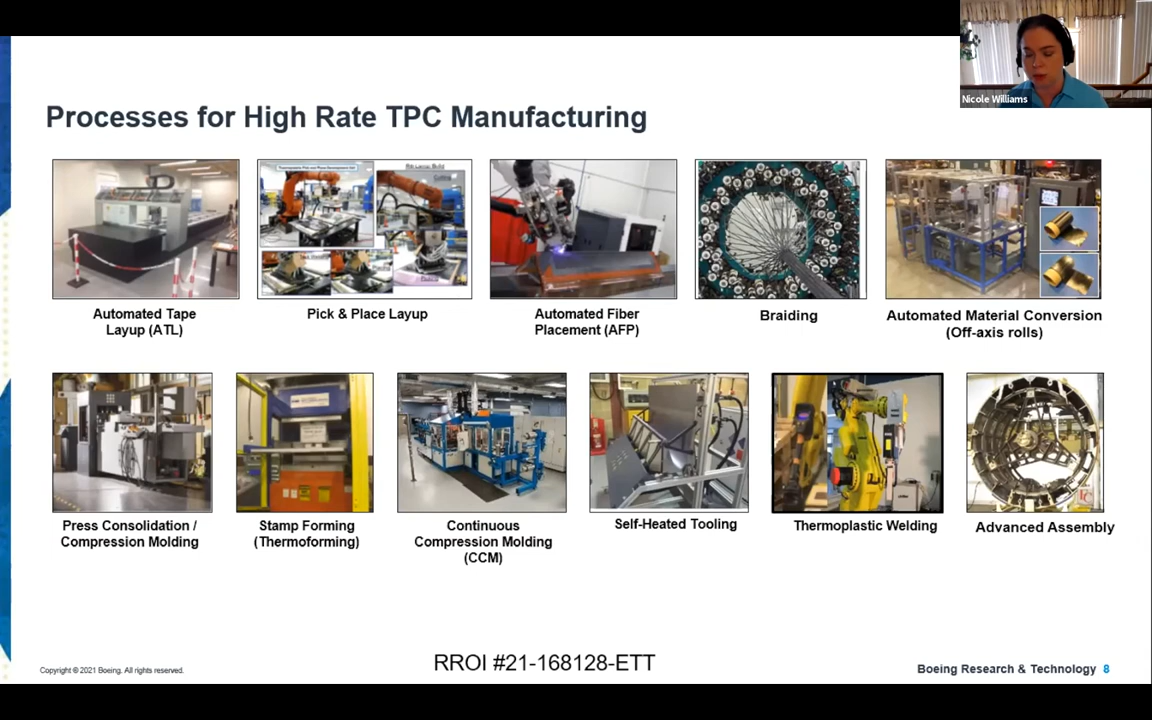 Nicole Williams
Processes for High Rate TPC Manufacturing
Automated Tape
Layup (ATL)
Pick & Place Layup
Automated Fiber
Placement (AFP)
Braiding
Automated Material Conversion
(Off-axis rolls)
Press Consolidation /
Compression Molding
Stamp Forming
(Thermoforming)
Continuous
Compression Molding
(CCM)
Self-Heated Tooling
Thermoplastic Welding
Advanced Assembly
Copyright © 2021 Boeing. All rights reserved.
RROI #21-168128-ETT
Boeing Research & Technology 8